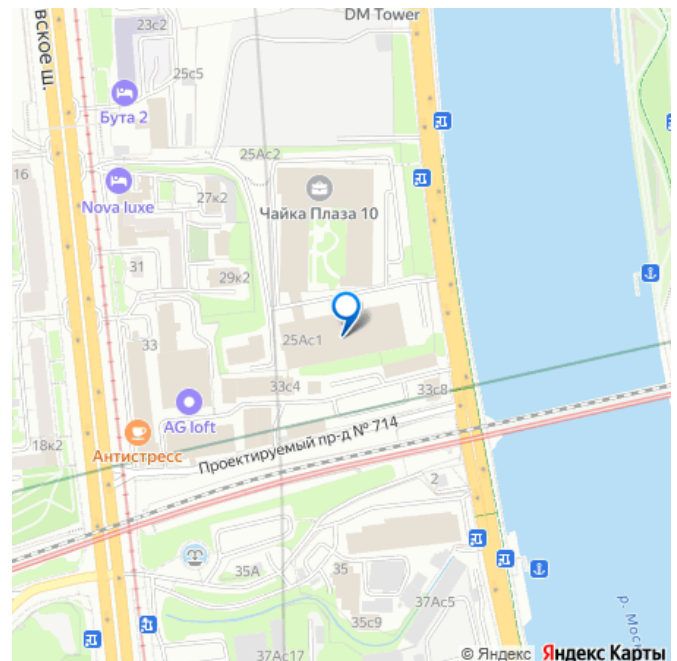 DM Tower
23с2
вское ш.
25с5
Бута 2
25Ас2
16
Nova luxe
27к2
Чайка Плаза 10
31
29к2
25Ас1
33
33с4
33с8
AG loft
Проектируемый пр-д № 714
18к2
Антистресс
2
35А
35
37Ас5
35с9
р. Мос
37Ас17
© Яндекс Яндекс Карты